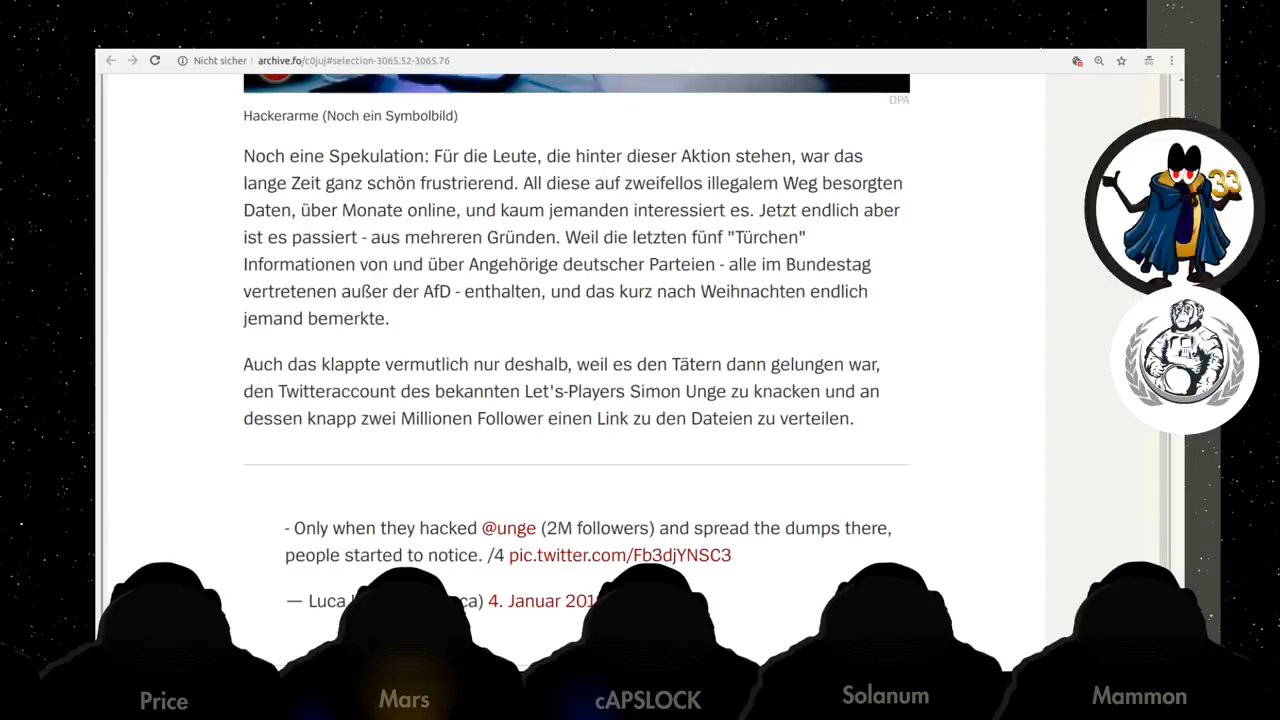 Nicht sicher archive.fo/c0juj#selection-3065.52-3065.76
DPA
Hackerarme (Noch ein Symbolbild)
Noch eine Spekulation: Für die Leute, die hinter dieser Aktion stehen, war das
lange Zeit ganz schön frustrierend. All diese auf zweifellos illegalem Weg besorgten
Daten, über Monate online, und kaum jemanden interessiert es. Jetzt endlich aber
ist es passiert - aus mehreren Gründen. Weil die letzten fünf "Türchen"
Informationen von und über Angehörige deutscher Parteien - alle im Bundestag
vertretenen außer der AfD - enthalten, und das kurz nach Weihnachten endlich
jemand bemerkte.
Auch das klappte vermutlich nur deshalb, weil es den Tätern dann gelungen war,
den Twitteraccount des bekannten Let's-Players Simon Unge zu knacken und an
dessen knapp zwei Millionen Follower einen Link zu den Dateien zu verteilen.
- Only when they hacked @unge (2M followers) and spread the dumps there,
people started to notice. /4 pic.twitter.com/Fb3djYNSC3
— Luca ca) 4. Januar 201
33
Price
Mars
cAPSLOCK
Solanum
Mammon